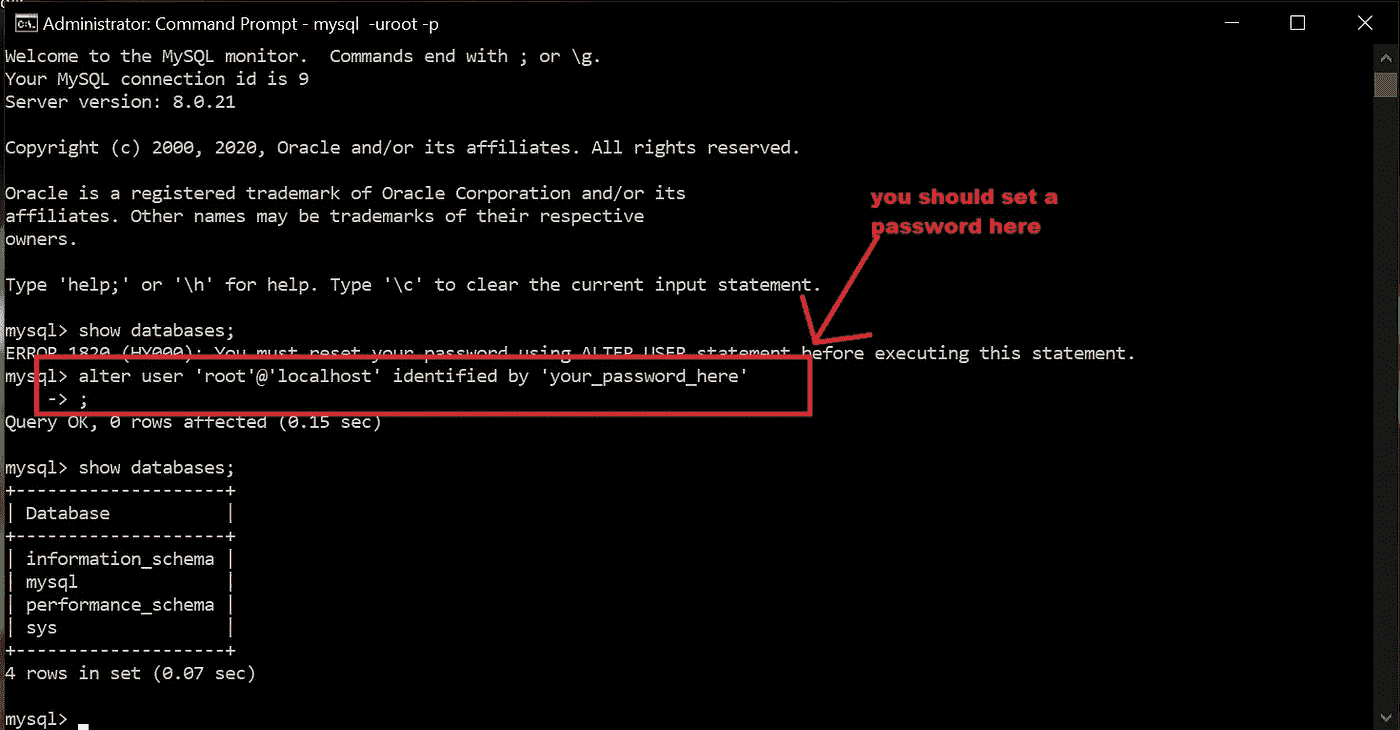 Administrator: Command Prompt - mysql  -uroot -p
Welcome to the MySQL monitor.  Commands end with ; or \g.
Your MySQL connection id is 9
Server version: 8.0.21
Copyright (c) 2000, 2020, Oracle and/or its affiliates. All rights reserved.
Oracle is a registered trademark of Oracle Corporation and/or its
affiliates. Other names may be trademarks of their respective
owners.
you should set a
password here
Type 'help;' or '\h' for help. Type '\c' to clear the current input statement.
mysql> show databases;
ERROR 1820 (HY000): You must reset your password using ALTER USER statement before executing this statement.
mysql> alter user 'root'@'localhost' identified by 'your_password_here'
    -> ;
Query OK, 0 rows affected (0.15 sec)
mysql> show databases;
+--------------------+
| Database           |
+--------------------+
| information_schema |
| mysql              |
| performance_schema |
| sys                |
+--------------------+
4 rows in set (0.07 sec)
mysql>